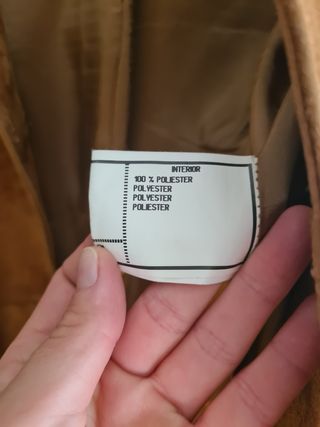 INTERIOR
100 % POLIESTER
POLYESTER
POLYESTER
POLIESTER